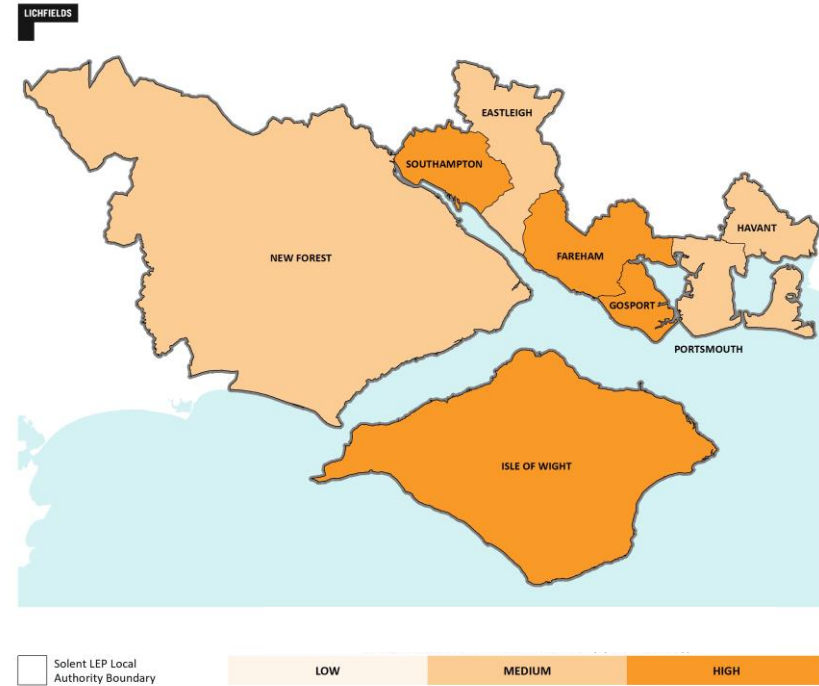 LICHFIELDS
EASTLEIGH
SOUTHAMPTON
HAVANT
NEW FOREST
FAREHAM
GOSPORT
PORTSMOUTH
ISLE OF WIGHT
Solent LEP Local
Authority Boundary
LOW
MEDIUM
HIGH